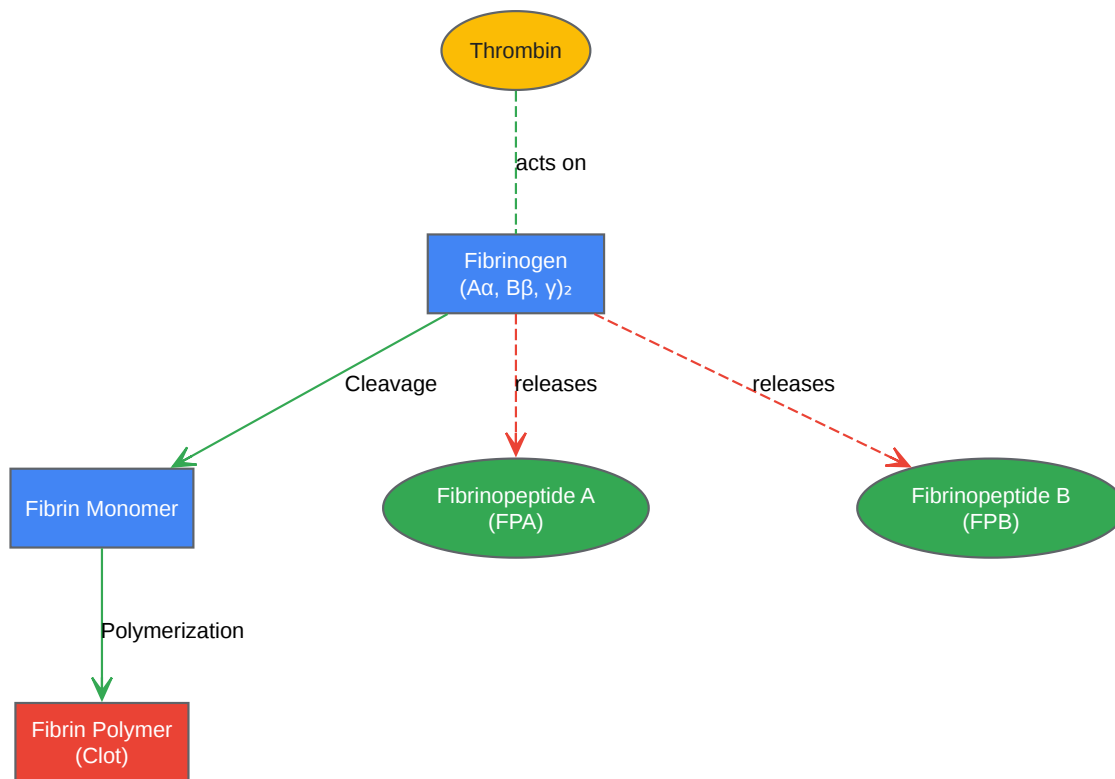 Thrombin
acts on
Fibrinogen
(Aα, Bβ, γ)₂
Cleavage
releases
releases
Fibrin Monomer
Fibrinopeptide A
(FPA)
Fibrinopeptide B
(FPB)
Polymerization
Fibrin Polymer
(Clot)